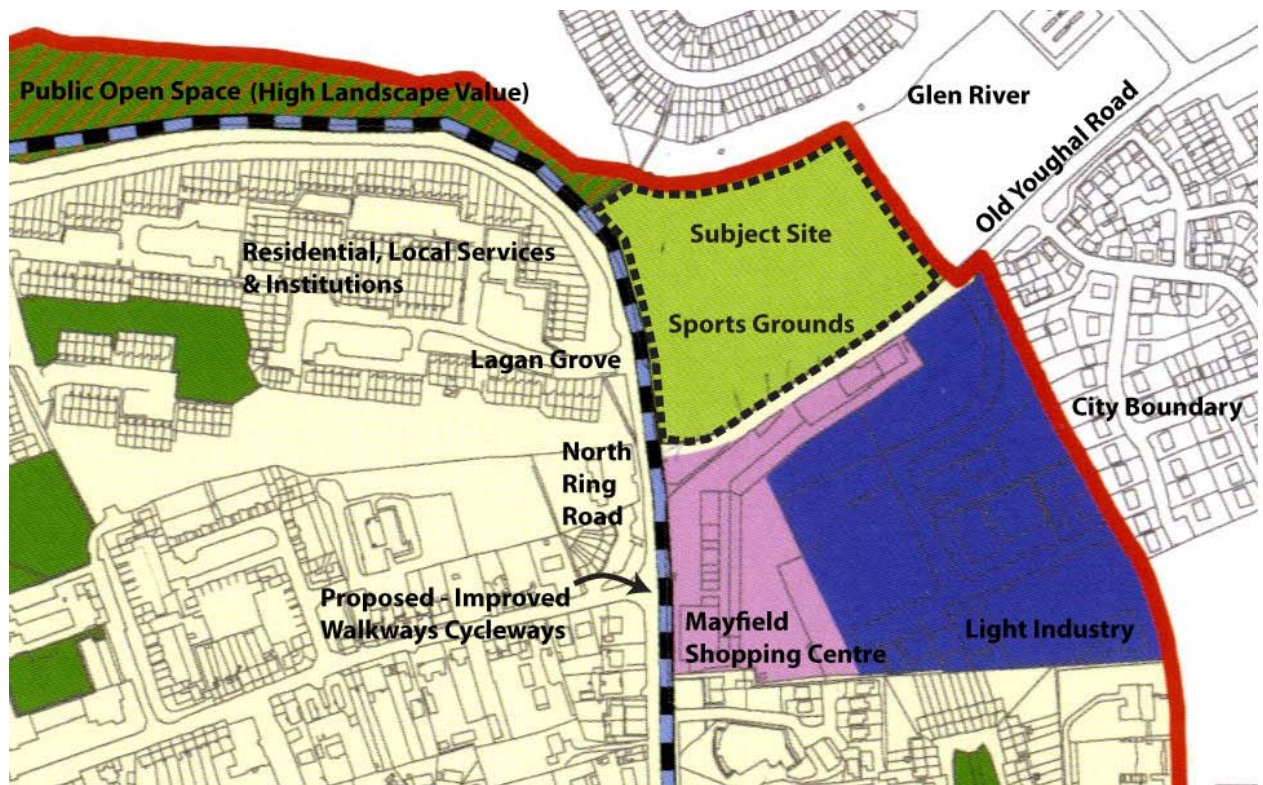 Public Open Space (High Landscape Value)
Glen River
Old Youghal Road
Subject Site
Residential, Local Services
& Institutions
Sports Grounds
Lagan Grove
City Boundary
North
Ring
Road
Proposed - Improved
Walkways Cycleways
Mayfield
Shopping Centre
Light Industry